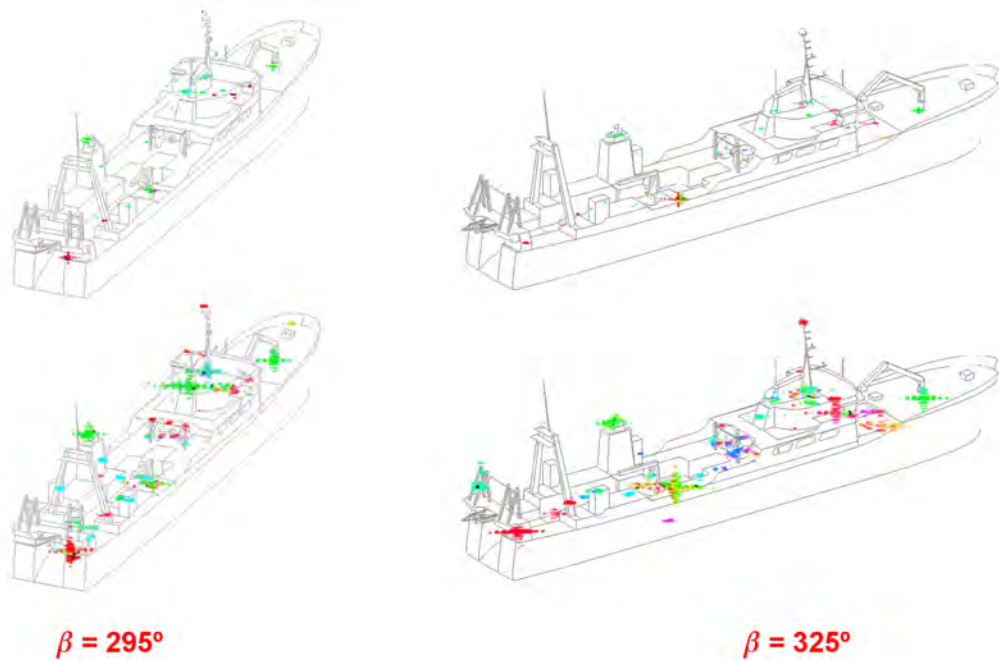 β = 295º
β = 325º